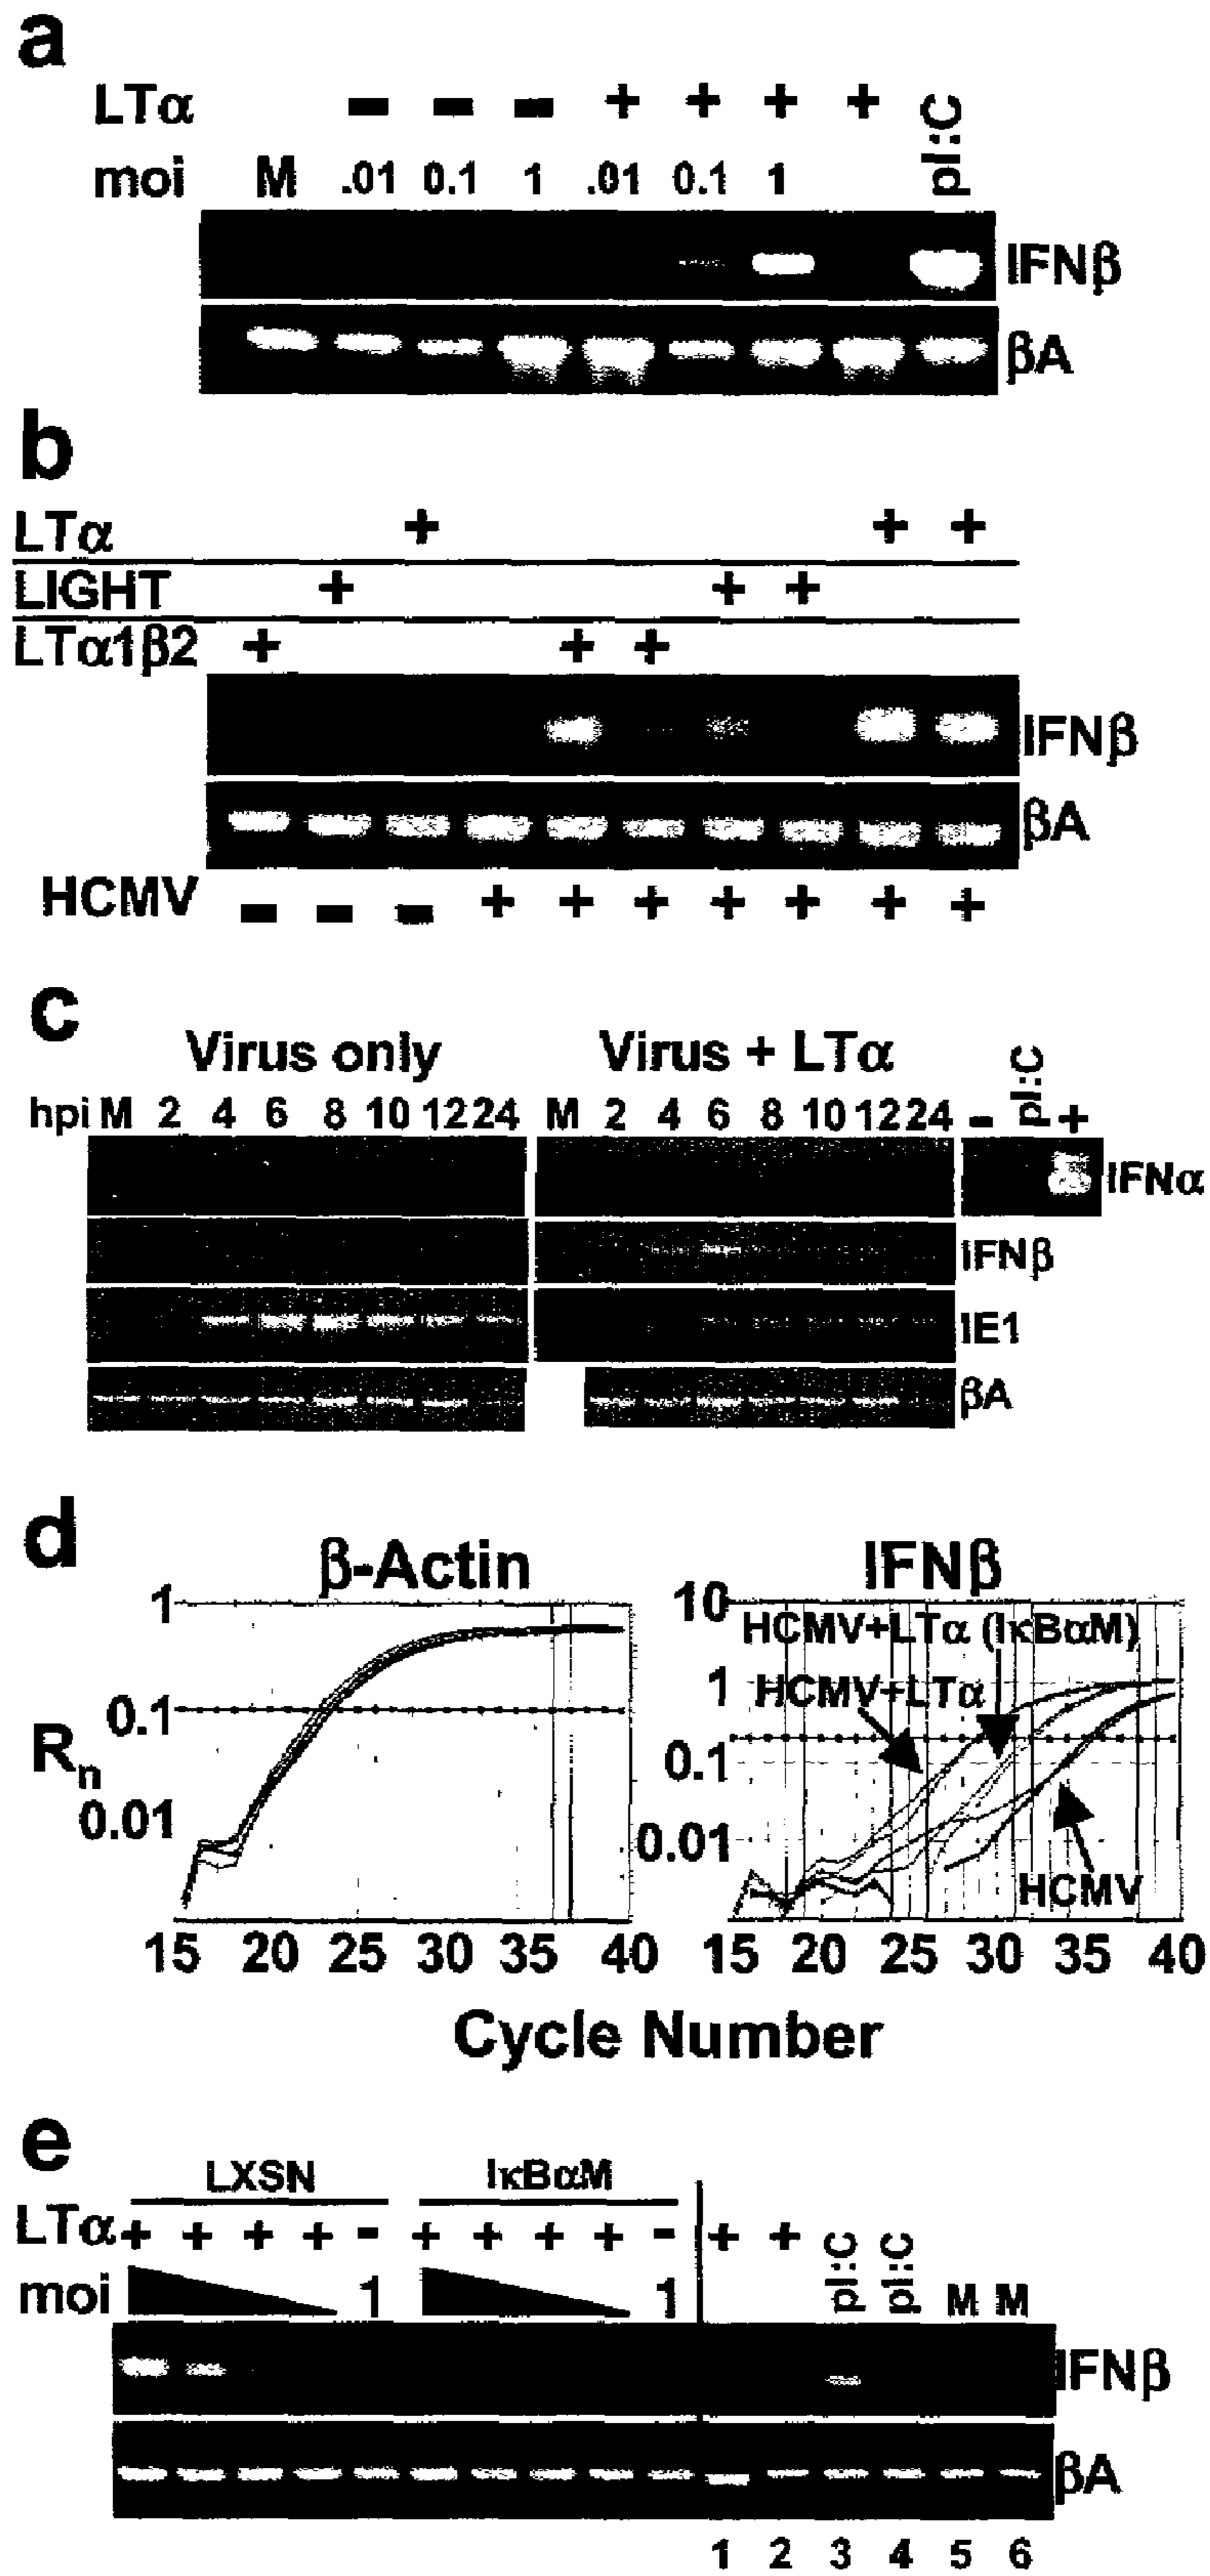 a
LTα - - - + + + + pI:C
moi M .01 0.1 1 .01 0.1 1
IFNβ
βA
b
LTα + + +
LIGHT + + +
LTα1β2 + + +
IFNβ
βA
HCMV - - - + + + + + + +
c
Virus only Virus + LTα
hpi M 2 4 6 8 10 12 24 M 2 4 6 8 10 12 24 - pI:C +
IFNα
IFNβ
IE1
βA
d
β-Actin IFNβ
1 10
HCMV+LTα (IκBαM)
1 HCMV+LTα
0.1
Rn 0.1
0.01 0.01
HCMV
15 20 25 30 35 40 15 20 25 30 35 40
Cycle Number
e
LXSN IκBαM
LTα + + + + - + + + + - + + pI:C pI:C
moi 1 1 M M
IFNβ
βA
1 2 3 4 5 6